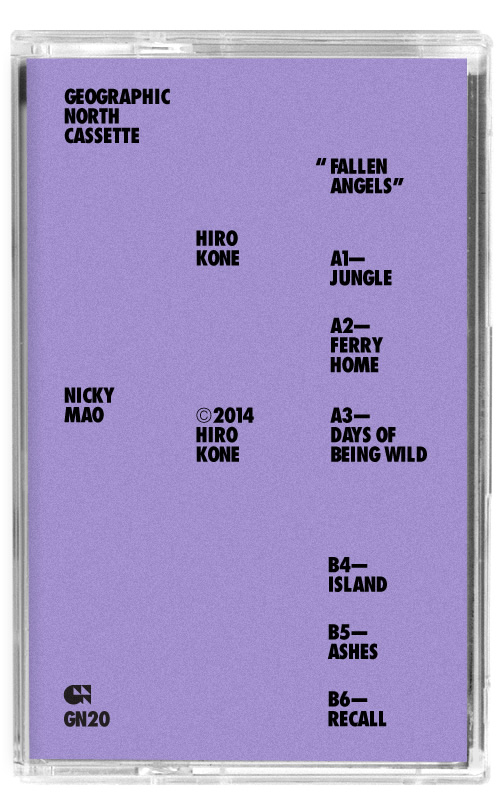 GEOGRAPHIC
NORTH
CASSETTE
“FALLEN
ANGELS”
HIRO
KONE
A1—
JUNGLE
A2—
FERRY
HOME
NICKY
MAO
©2014
HIRO
KONE
A3—
DAYS OF
BEING WILD
B4—
ISLAND
B5—
ASHES
B6—
RECALL
GN
GN20